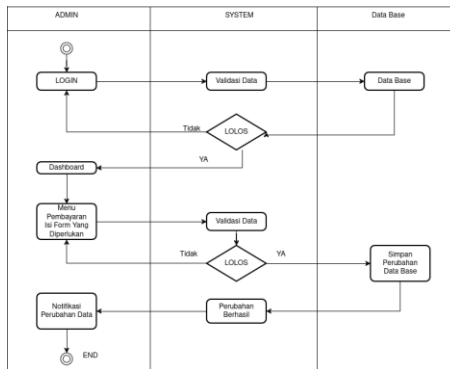 ADMIN
SYSTEM
Data Base
LOGIN
Validasi Data
Data Base
Tidak
LOLOS
YA
Dashboard
Menu
Pembayaran
Isi Form Yang
Diperlukan
Validasi Data
Tidak
LOLOS
YA
Simpan
Perubahan
Data Base
Notifikasi
Perubahan Data
Perubahan
Berhasil
END